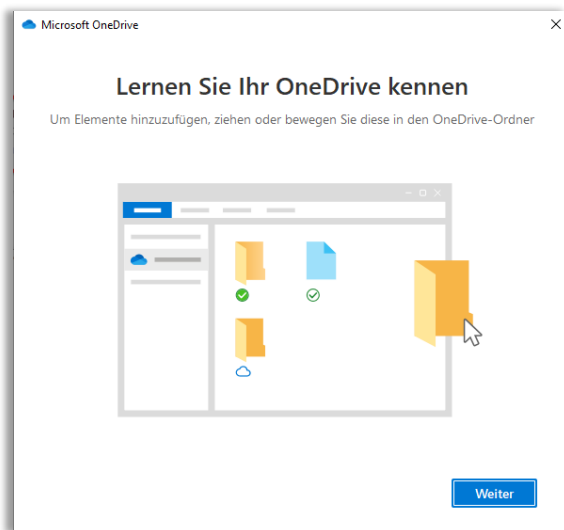 Microsoft OneDrive
Lernen Sie Ihr OneDrive kennen
Um Elemente hinzuzufügen, ziehen oder bewegen Sie diese in den OneDrive-Ordner
Weiter